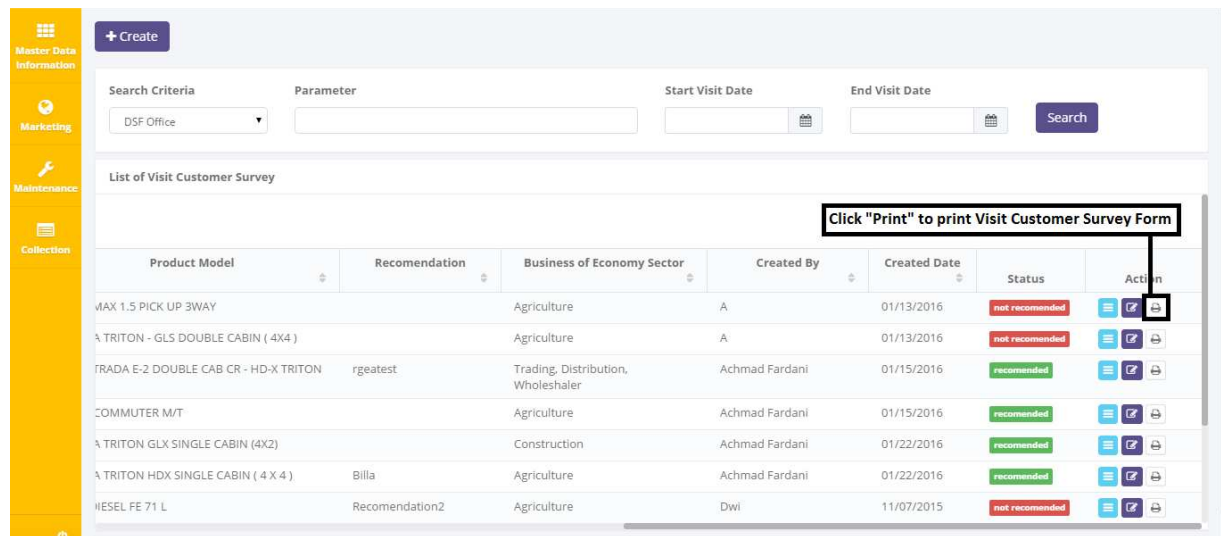 Master Data
Information
Marketing
Maintenance
Collection
+ Create
Search Criteria Parameter Start Visit Date End Visit Date
DSF Office
Search
List of Visit Customer Survey
Click "Print" to print Visit Customer Survey Form
Product Model Recomendation Business of Economy Sector Created By Created Date Status Action
MAX 1.5 PICK UP 3WAY Agriculture A 01/13/2016 not recomended
A TRITON - GLS DOUBLE CABIN ( 4X4 ) Agriculture A 01/13/2016 not recomended
TRADA E-2 DOUBLE CAB CR - HD-X TRITON rgeatest Trading, Distribution, Achmad Fardani 01/15/2016 recomended
Wholeshaler
COMMUTER M/T Agriculture Achmad Fardani 01/15/2016 recomended
A TRITON GLX SINGLE CABIN (4X2) Construction Achmad Fardani 01/22/2016 recomended
A TRITON HDX SINGLE CABIN ( 4 X 4 ) Billa Agriculture Achmad Fardani 01/22/2016 recomended
IESEL FE 71 L Recomendation2 Agriculture Dwi 11/07/2015 not recomended